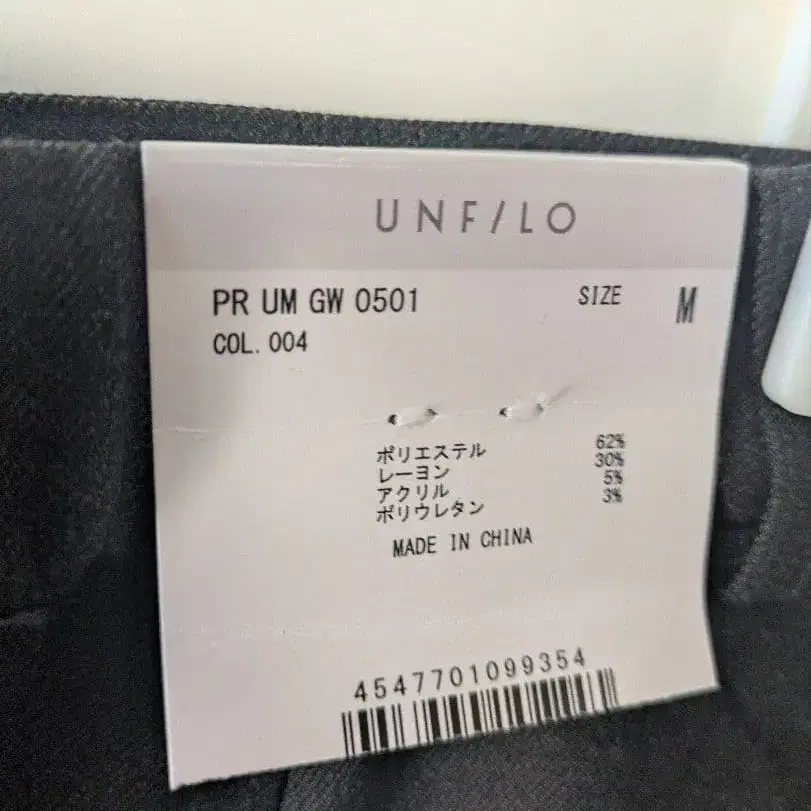 UNF/LO
PR UM GW 0501 SIZE M
COL. 004
ポリエステル 62%
レーヨン 30%
アクリル 5%
ポリウレタン 3%
MADE IN CHINA
4547701099354